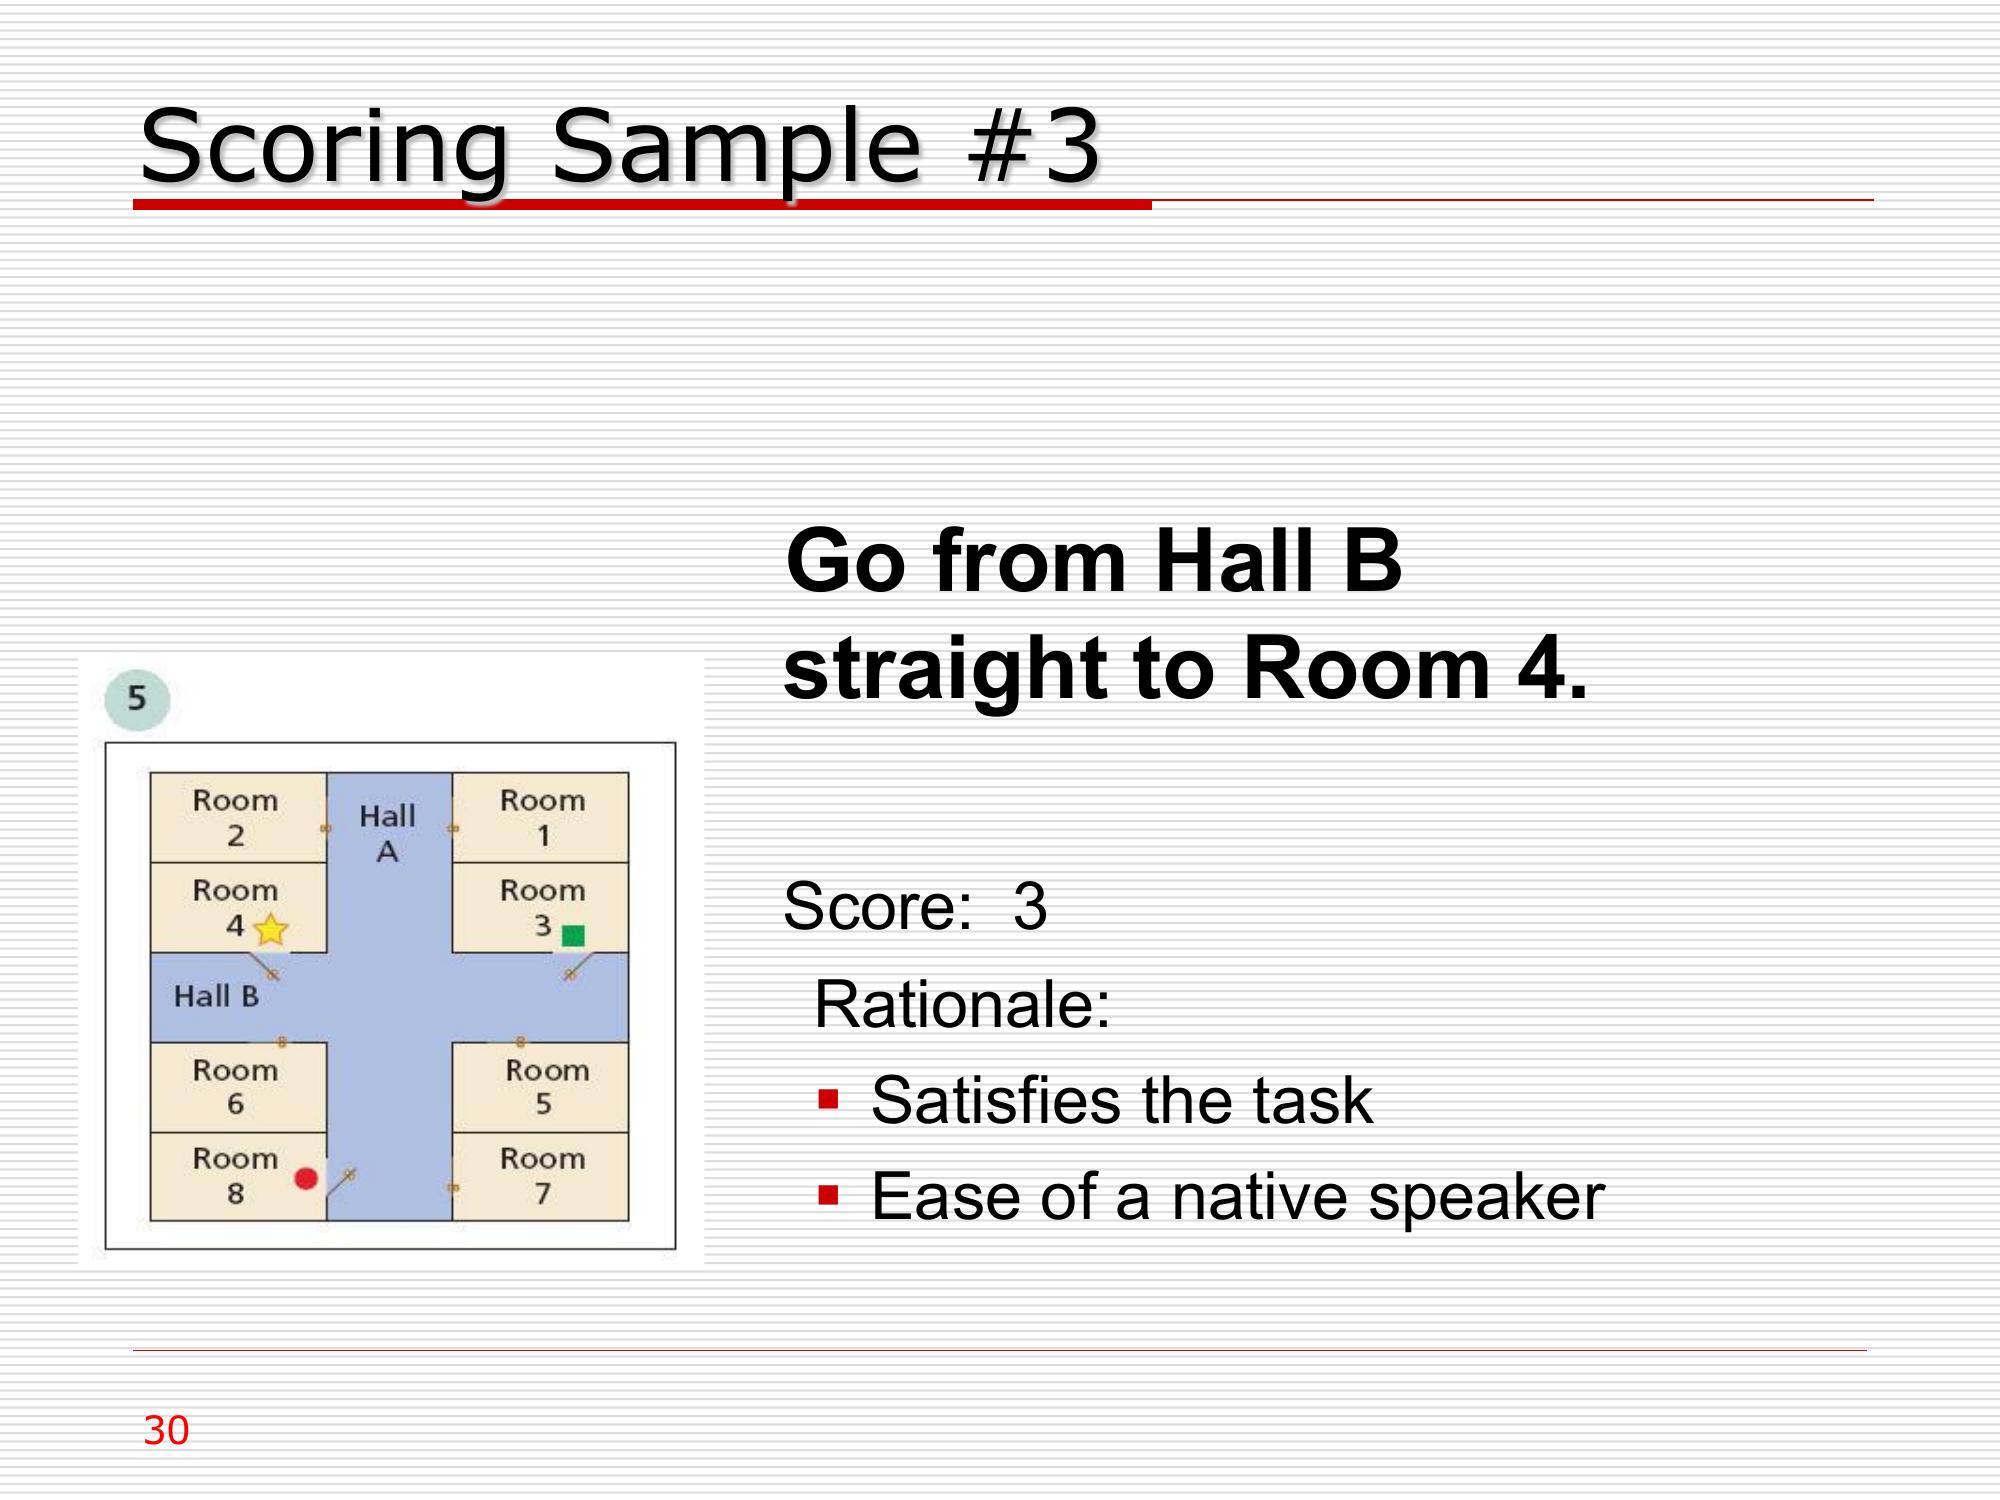 Scoring Sample #3
Go from Hall B
straight to Room 4.
5
Room
2
Hall
A
Room
1
Room
4
Room
3
Hall B
Room
6
Room
5
Room
8
Room
7
Score: 3
Rationale:
▪ Satisfies the task
▪ Ease of a native speaker
30